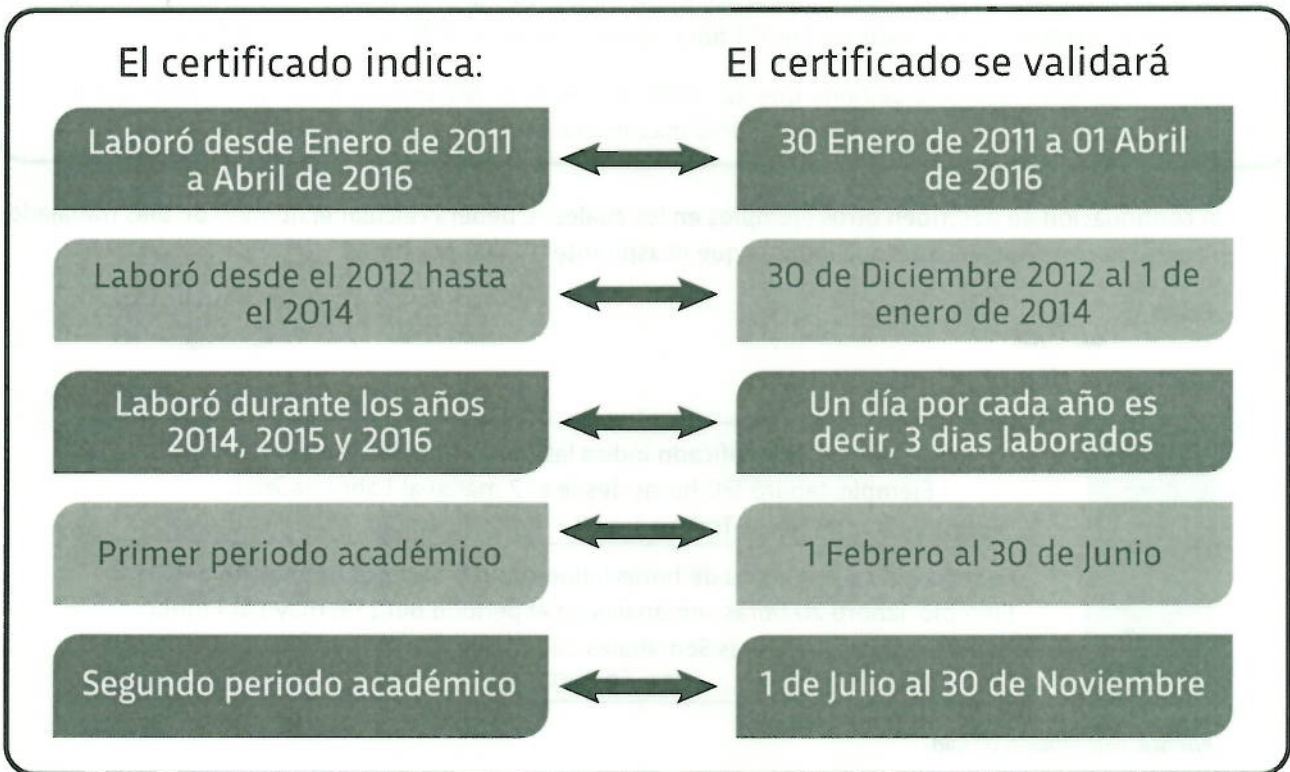 El certificado indica:
El certificado se validará
Laboró desde Enero de 2011
a Abril de 2016
30 Enero de 2011 a 01 Abril
de 2016
Laboró desde el 2012 hasta
el 2014
30 de Diciembre 2012 al 1 de
enero de 2014
Laboró durante los años
2014, 2015 y 2016
Un día por cada año es
decir, 3 dias laborados
Primer periodo académico
1 Febrero al 30 de Junio
Segundo periodo académico
1 de Julio al 30 de Noviembre